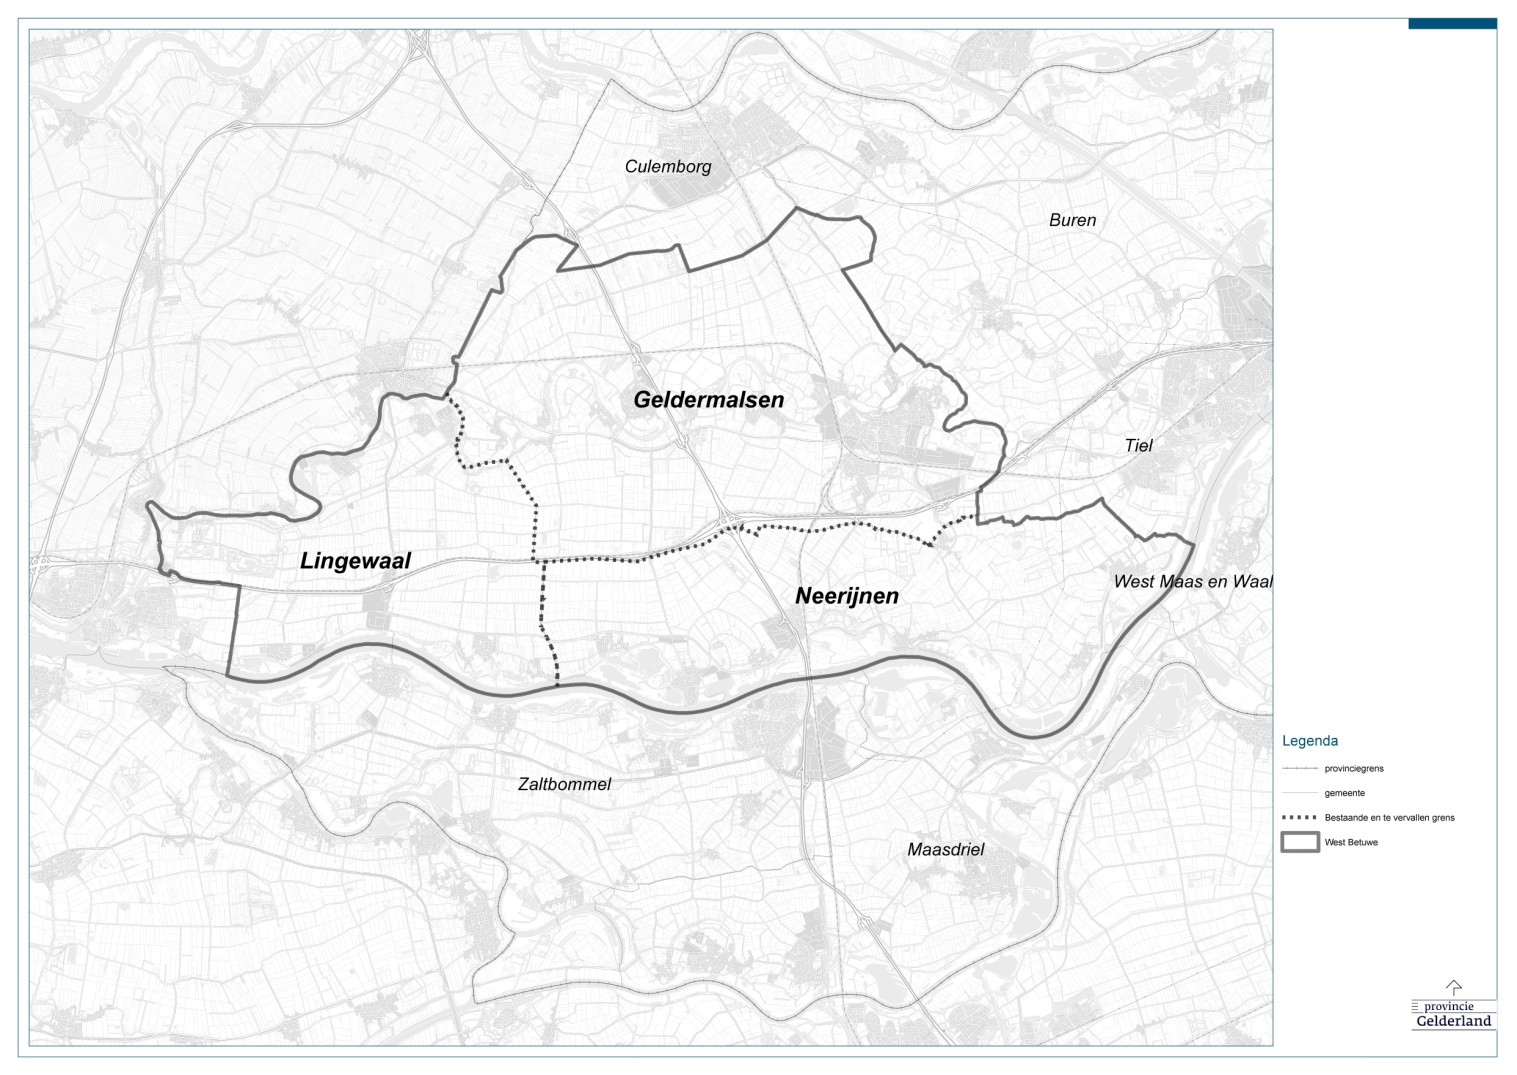 Culemborg
Buren
Geldermalsen
Tiel
Lingewaal
West Maas en Waal
Neerijnen
Zaltbommel
Maasdriel
Legenda
provinciegrens
gemeente
Bestaande en te vervallen grens
West Betuwe
provincie
Gelderland